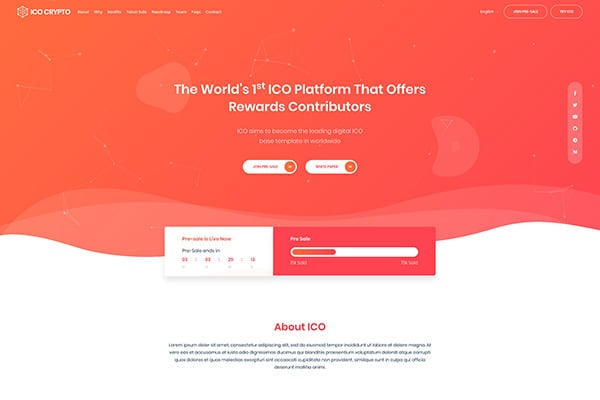 ICO CRYPTO About Why Benifits Token Sale Roadmap Team Faqs Contact English JOIN PRE-SALE TRY ICO
The World's 1st ICO Platform That Offers
Rewards Contributors
ICO aims to become the leading digital ICO
base template in worldwide
JOIN PRE-SALE WHITE PAPER
Pre-sale is Live Now
Pre-Sale ends in
03 : 03 : 29 : 13
Pre Sale
15k Sold 75k Sold
About ICO
Lorem ipsum dolor sit amet, consectetur adipiscing elit, sed do eiusmod tempor incididunt ut labore et dolore magna. At vero
eos et accusamus et iusto odio dignissimos ducimus qui blanditiis praesentium voluptatum deleniti atque corrupti
quos dolores et quas molestias excepturi sint occaecati cupiditate non provident, similique sunt in culpa qui officia
deserunt mollitia animi.